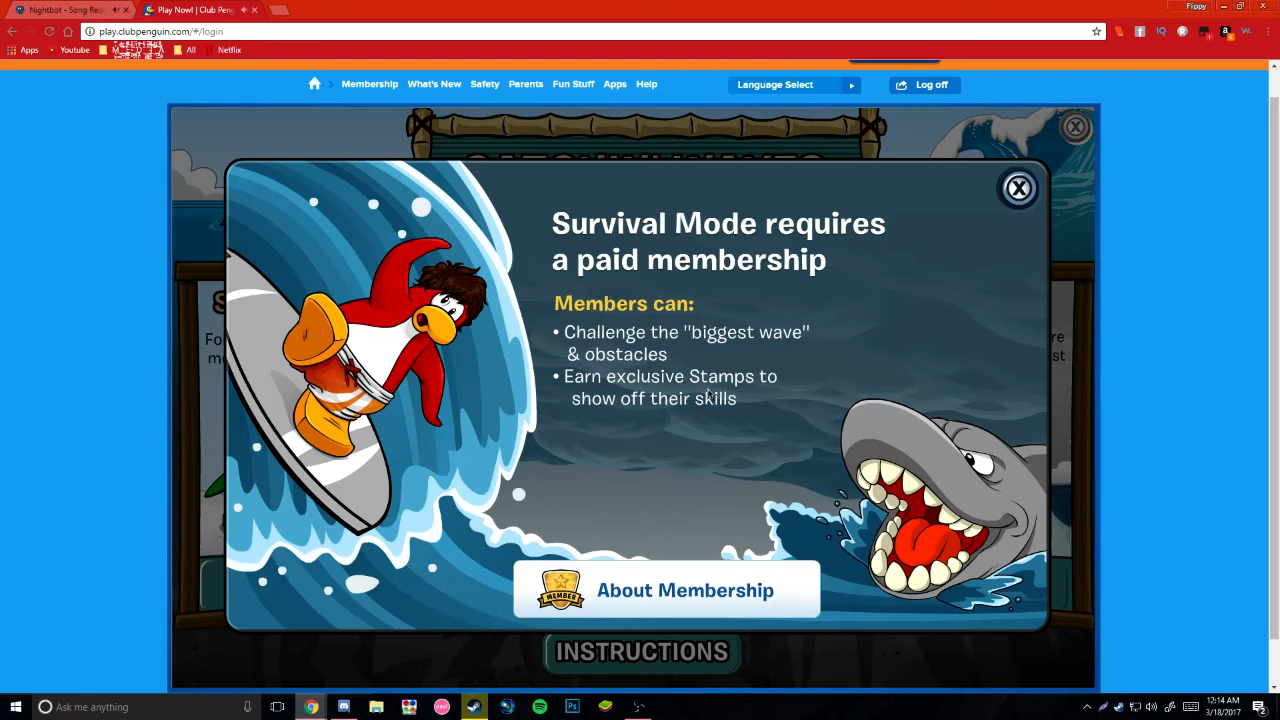 Nightbot - Song Req
Play Now! | Club Peng
Flippy
play.clubpenguin.com/#/login
Apps
Youtube
All
Netflix
Membership
What's New
Safety
Parents
Fun Stuff
Apps
Help
Language Select
Log off
Survival Mode requires
a paid membership
Members can:
• Challenge the "biggest wave"
& obstacles
• Earn exclusive Stamps to
show off their skills
MEMBER
About Membership
INSTRUCTIONS
Ask me anything
12:14 AM
3/18/2017